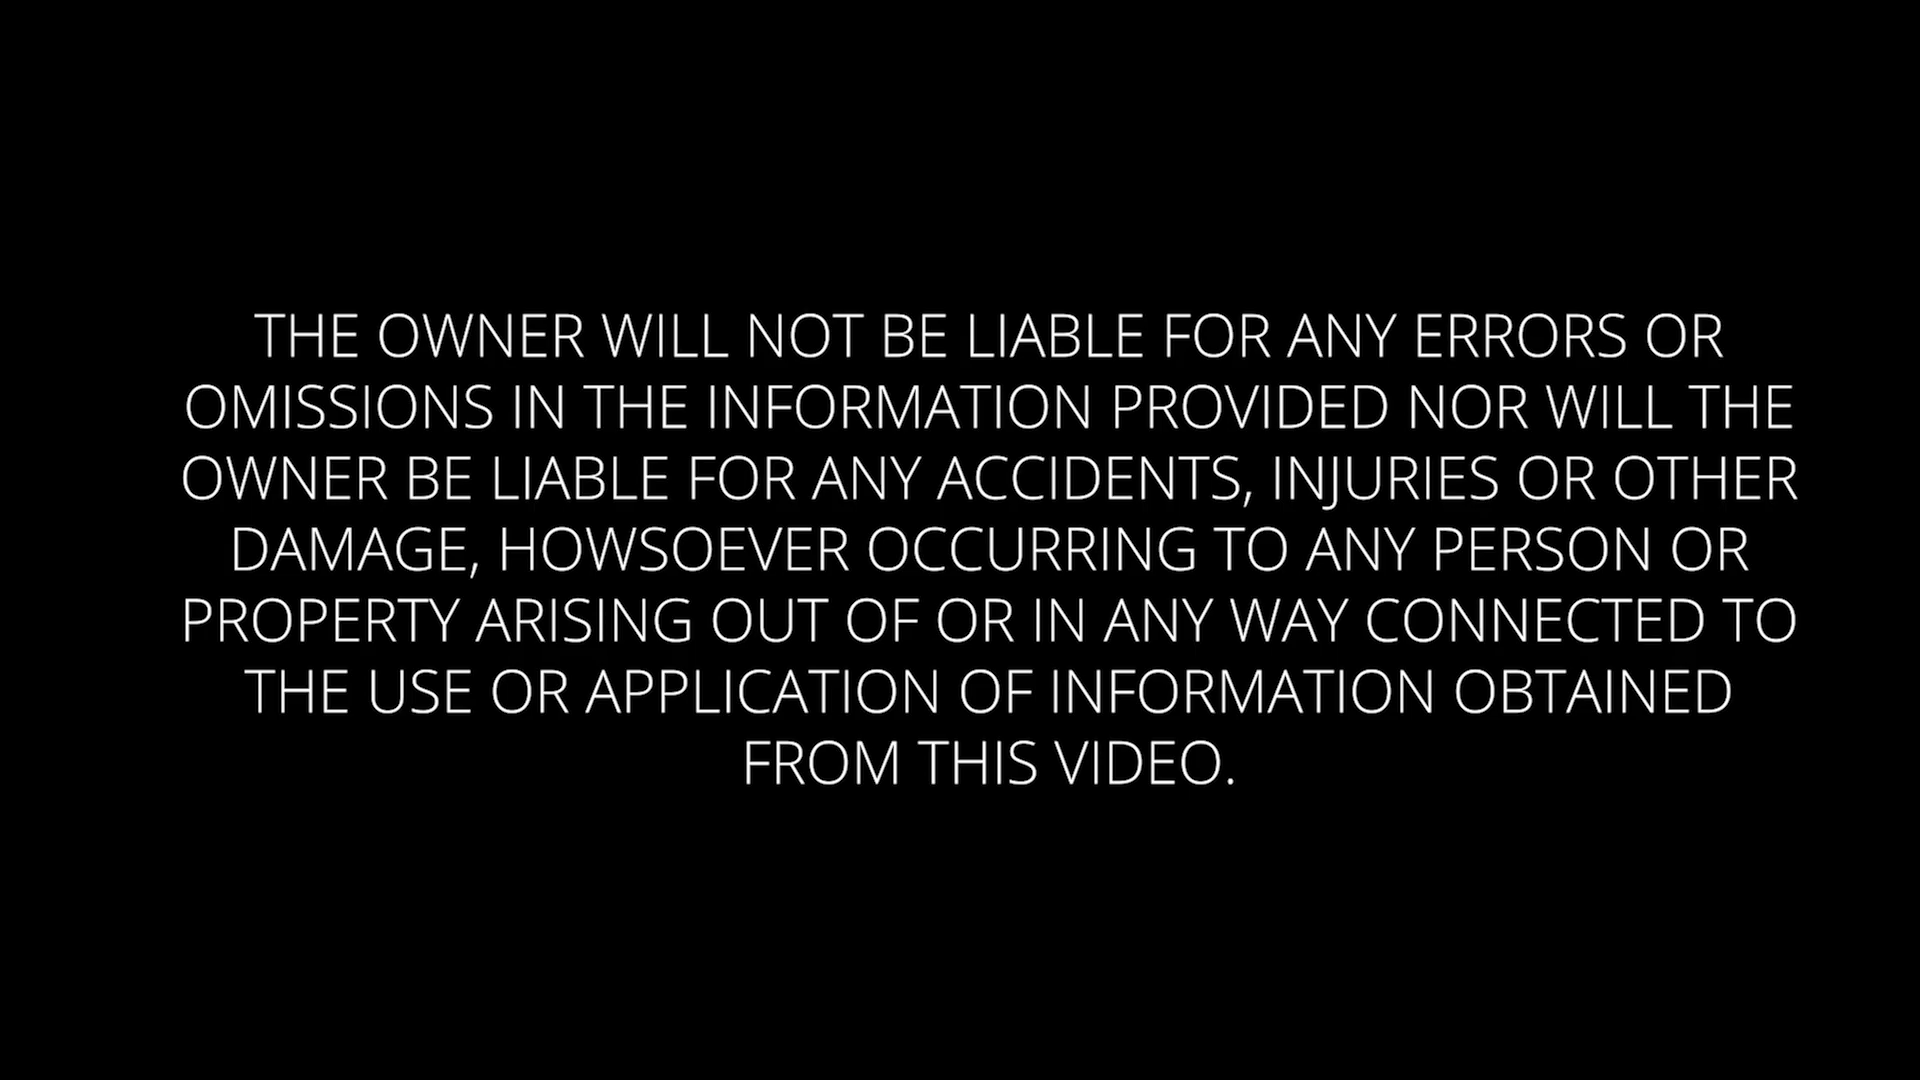 THE OWNER WILL NOT BE LIABLE FOR ANY ERRORS OR
OMISSIONS IN THE INFORMATION PROVIDED NOR WILL THE
OWNER BE LIABLE FOR ANY ACCIDENTS, INJURIES OR OTHER
DAMAGE, HOWSOEVER OCCURRING TO ANY PERSON OR
PROPERTY ARISING OUT OF OR IN ANY WAY CONNECTED TO
THE USE OR APPLICATION OF INFORMATION OBTAINED
FROM THIS VIDEO.